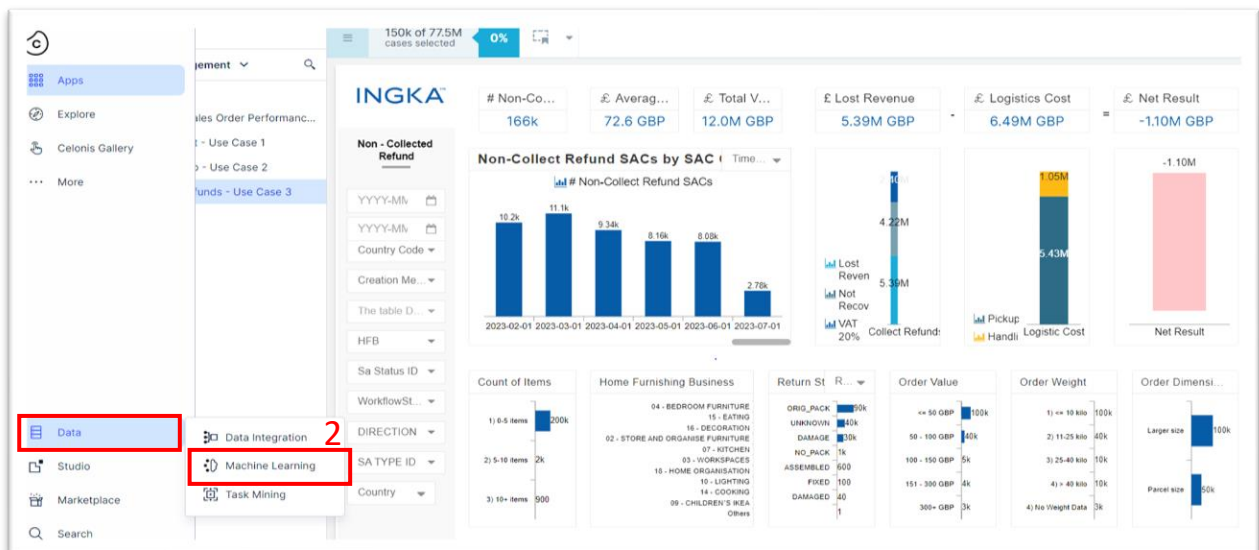 150k of 77.5M
cases selected
0%
Apps
gement
Explore
Celonis Gallery
More
ales Order Performanc...
t - Use Case 1
o - Use Case 2
unds - Use Case 3
INGKA
# Non-Co...
166k
£ Averag...
72.6 GBP
£ Total V...
12.0M GBP
£ Lost Revenue
5.39M GBP
-
£ Logistics Cost
6.49M GBP
=
£ Net Result
-1.10M GBP
Non - Collected
Refund
YYYY-MM
YYYY-MM
Country Code
Creation Me...
The table D...
HFB
Sa Status ID
WorkflowSt...
DIRECTION
SA TYPE ID
Country
Non-Collect Refund SACs by SAC
Time...
# Non-Collect Refund SACs
10.2k
11.1k
9.34k
8.16k
8.08k
2.78k
2023-02-01 2023-03-01 2023-04-01 2023-05-01 2023-06-01 2023-07-01
4.22M
5.39M
Lost
Reven
Not
Recov
VAT
20%
Collect Refund:
1.05M
5.43M
Pickup
Handli
Logistic Cost
-1.10M
Net Result
Count of Items
1) 0-5 items
200k
2) 5-10 items
2k
3) 10+ items
900
Home Furnishing Business
04 - BEDROOM FURNITURE
15 - EATING
16 - DECORATION
02 - STORE AND ORGANISE FURNITURE
07 - KITCHEN
03 - WORKSPACES
18 - HOME ORGANISATION
10 - LIGHTING
14 - COOKING
09 - CHILDREN'S IKEA
Others
Return St
R...
ORIG_PACK 90k
UNKNOWN 40k
DAMAGE 30k
NO_PACK 1k
ASSEMBLED 600
FIXED 100
DAMAGED 40
1
Order Value
<= 50 GBP 100k
50 - 100 GBP 40k
100 - 150 GBP 5k
151 - 300 GBP 4k
300+ GBP 3k
Order Weight
1) <= 10 kilo 100k
2) 11-25 kilo 40k
3) 25-40 kilo 10k
4) > 40 kilo 10k
4) No Weight Data 3k
Order Dimensi...
Larger size 100k
Parcel size 50k
Data
Studio
Marketplace
Search
Data Integration
2
Machine Learning
Task Mining